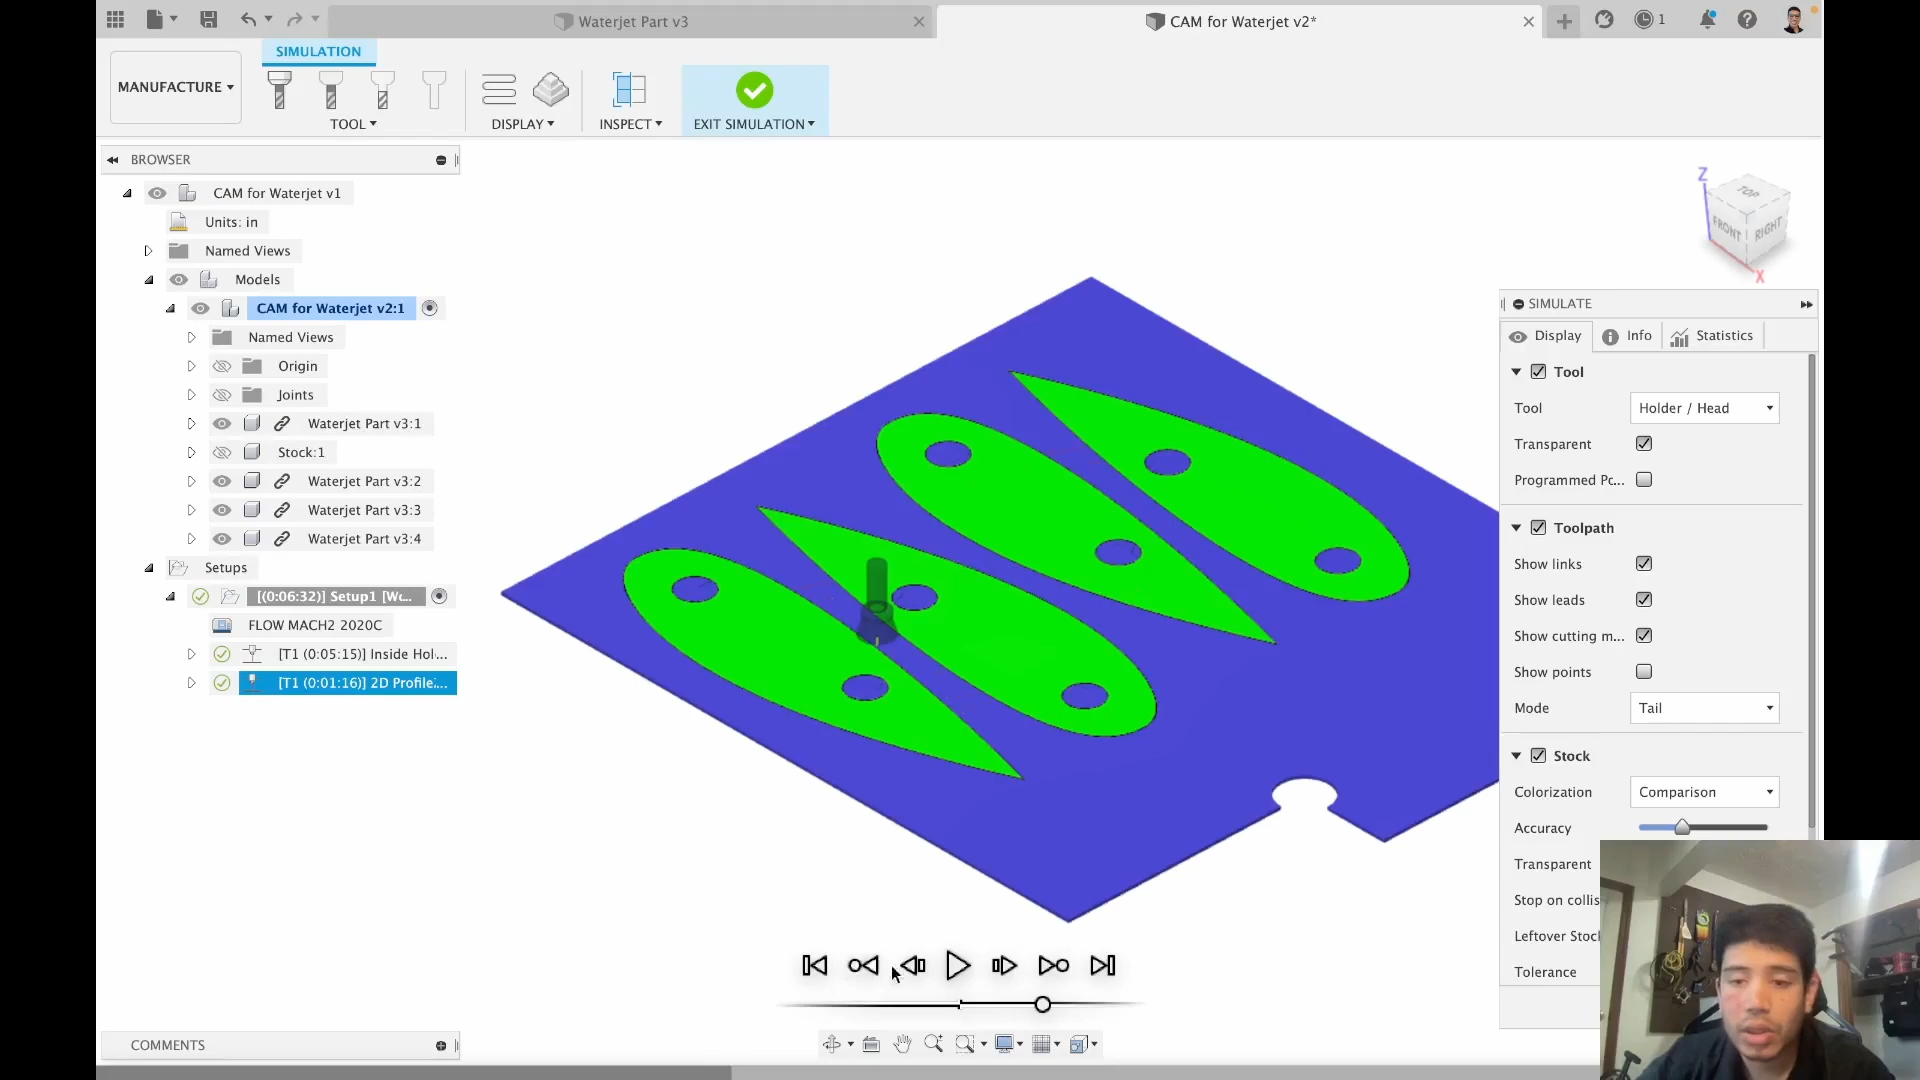 Waterjet Part v3
CAM for Waterjet v2*
1
MANUFACTURE
SIMULATION
TOOL
DISPLAY
INSPECT
EXIT SIMULATION
BROWSER
CAM for Waterjet v1
Units: in
Named Views
Models
CAM for Waterjet v2:1
Named Views
Origin
Joints
Waterjet Part v3:1
Stock:1
Waterjet Part v3:2
Waterjet Part v3:3
Waterjet Part v3:4
Setups
[(0:06:32)] Setup1 [Wc...
FLOW MACH2 2020C
[T1 (0:05:15)] Inside Hol...
[T1 (0:01:16)] 2D Profile:...
COMMENTS
Z
TOP
FRONT
RIGHT
X
SIMULATE
Display
Info
Statistics
Tool
Tool
Holder / Head
Transparent
Programmed Pc...
Toolpath
Show links
Show leads
Show cutting m...
Show points
Mode
Tail
Stock
Colorization
Comparison
Accuracy
Transparent
Stop on collis
Leftover Stock
Tolerance